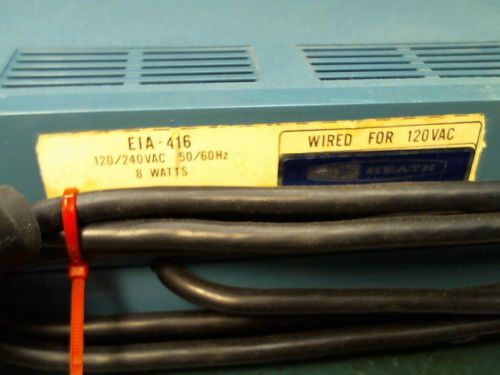 EIA-416
120/240VAC 50/60Hz
8 WATTS
WIRED FOR 120VAC
HEATH